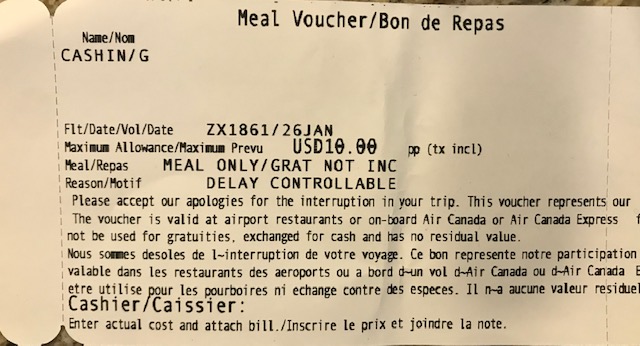 Meal Voucher/Bon de Repas
Name/Nom
CASHIN/G
Flt/Date/Vol/Date ZX1861/26JAN
Maximum Allowance/Maximum Prevu USD10.00 pp (tx incl)
Meal/Repas MEAL ONLY/GRAT NOT INC
Reason/Motif DELAY CONTROLLABLE
Please accept our apologies for the interruption in your trip. This voucher represents our
The voucher is valid at airport restaurants or on-board Air Canada or Air Canada Express f
not be used for gratuities, exchanged for cash and has no residual value.
Nous sommes desoles de l~interruption de votre voyage. Ce bon represente notre participation
valable dans les restaurants des aeroports ou a bord d~un vol d~Air Canada ou d~Air Canada E
etre utilise pour les pourboires ni echange contre des especes. Il n~a aucune valeur residuel
Cashier/Caissier:
Enter actual cost and attach bill./Inscrire le prix et joindre la note.